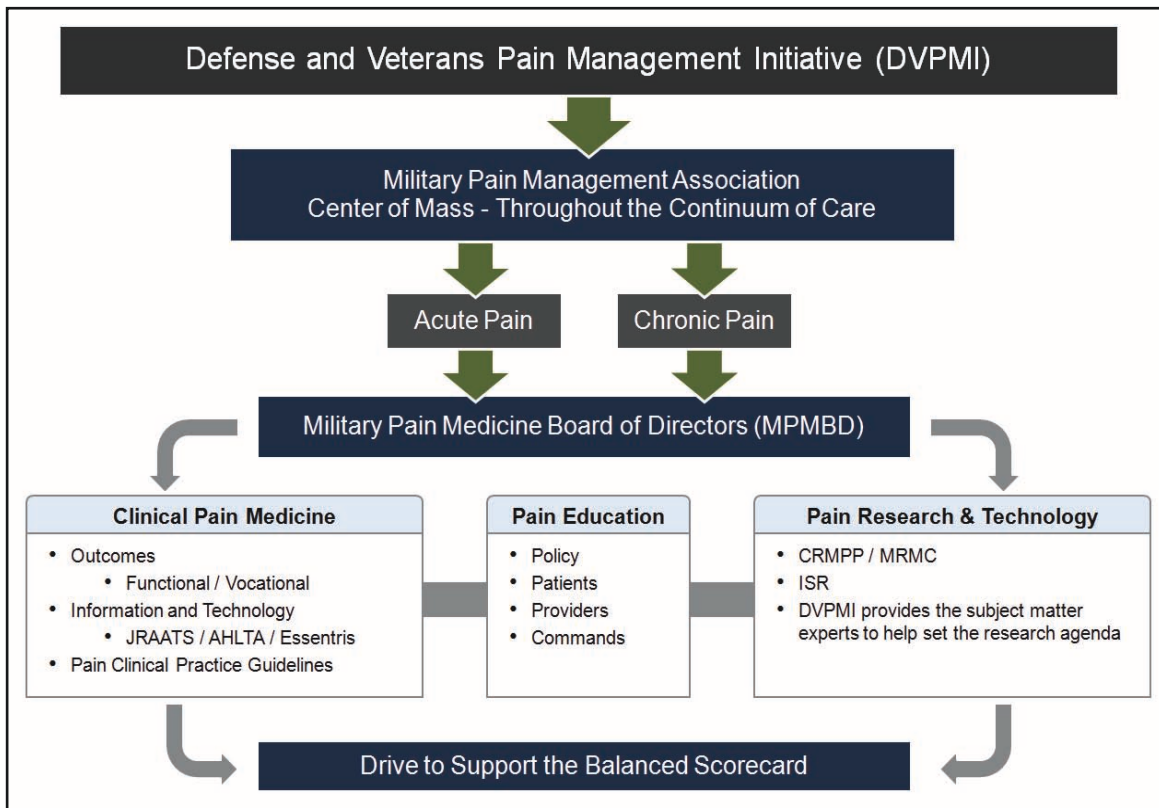 Defense and Veterans Pain Management Initiative (DVPMI)
Military Pain Management Association
Center of Mass - Throughout the Continuum of Care
Acute Pain
Chronic Pain
Military Pain Medicine Board of Directors (MPMBD)
Clinical Pain Medicine
• Outcomes
• Functional / Vocational
• Information and Technology
• JRAATS / AHLTA / Essentris
• Pain Clinical Practice Guidelines
Pain Education
• Policy
• Patients
• Providers
• Commands
Pain Research & Technology
• CRMPP / MRMC
• ISR
• DVPMI provides the subject matter
experts to help set the research agenda
Drive to Support the Balanced Scorecard